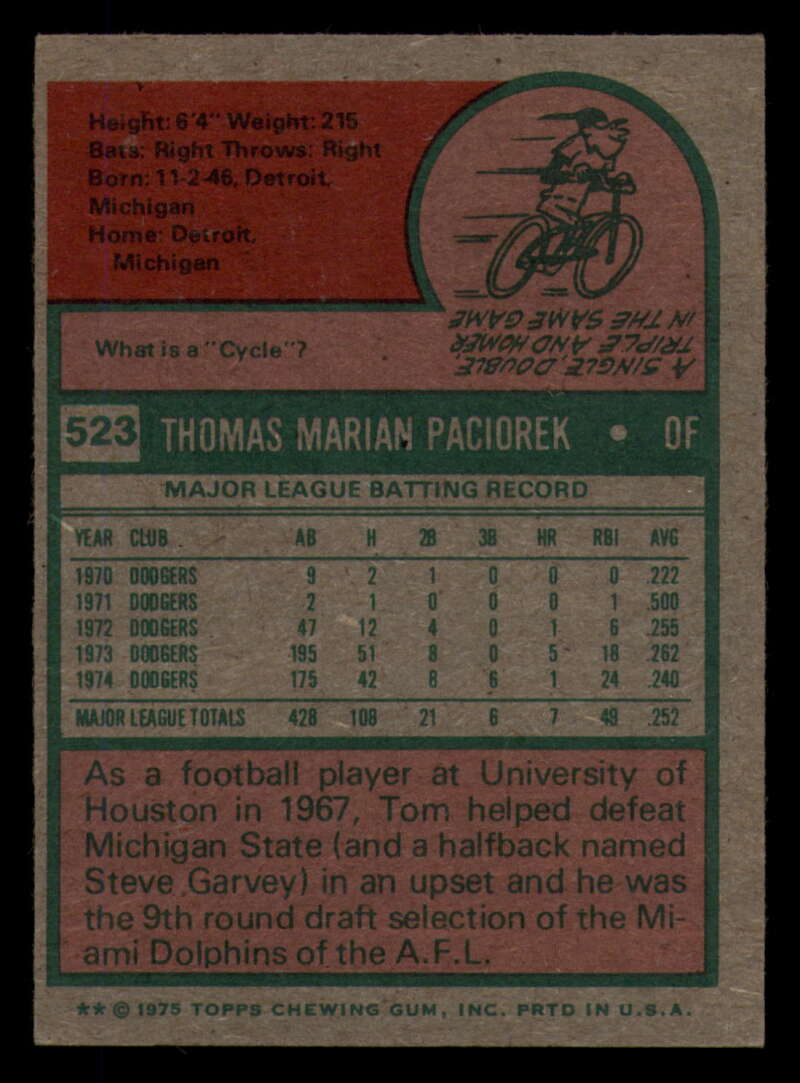 Height: 6'4" Weight: 215
Bats: Right Throws: Right
Born: 11-2-46, Detroit,
Michigan
Home: Detroit,
Michigan
What is a "Cycle"?
A SINGLE, DOUBLE,
TRIPLE AND HOMER
IN THE SAME GAME
523 THOMAS MARIAN PACIOREK • OF
MAJOR LEAGUE BATTING RECORD
YEAR CLUB AB H 2B 3B HR RBI AVG
1970 DODGERS 9 2 1 0 0 0 .222
1971 DODGERS 2 1 0 0 0 1 .500
1972 DODGERS 47 12 4 0 1 6 .255
1973 DODGERS 195 51 8 0 5 18 .262
1974 DODGERS 175 42 8 6 1 24 .240
MAJOR LEAGUE TOTALS 428 108 21 6 7 49 .252
As a football player at University of
Houston in 1967, Tom helped defeat
Michigan State (and a halfback named
Steve Garvey) in an upset and he was
the 9th round draft selection of the Mi-
ami Dolphins of the A.F.L.
** © 1975 TOPPS CHEWING GUM, INC. PRTD IN U.S.A.